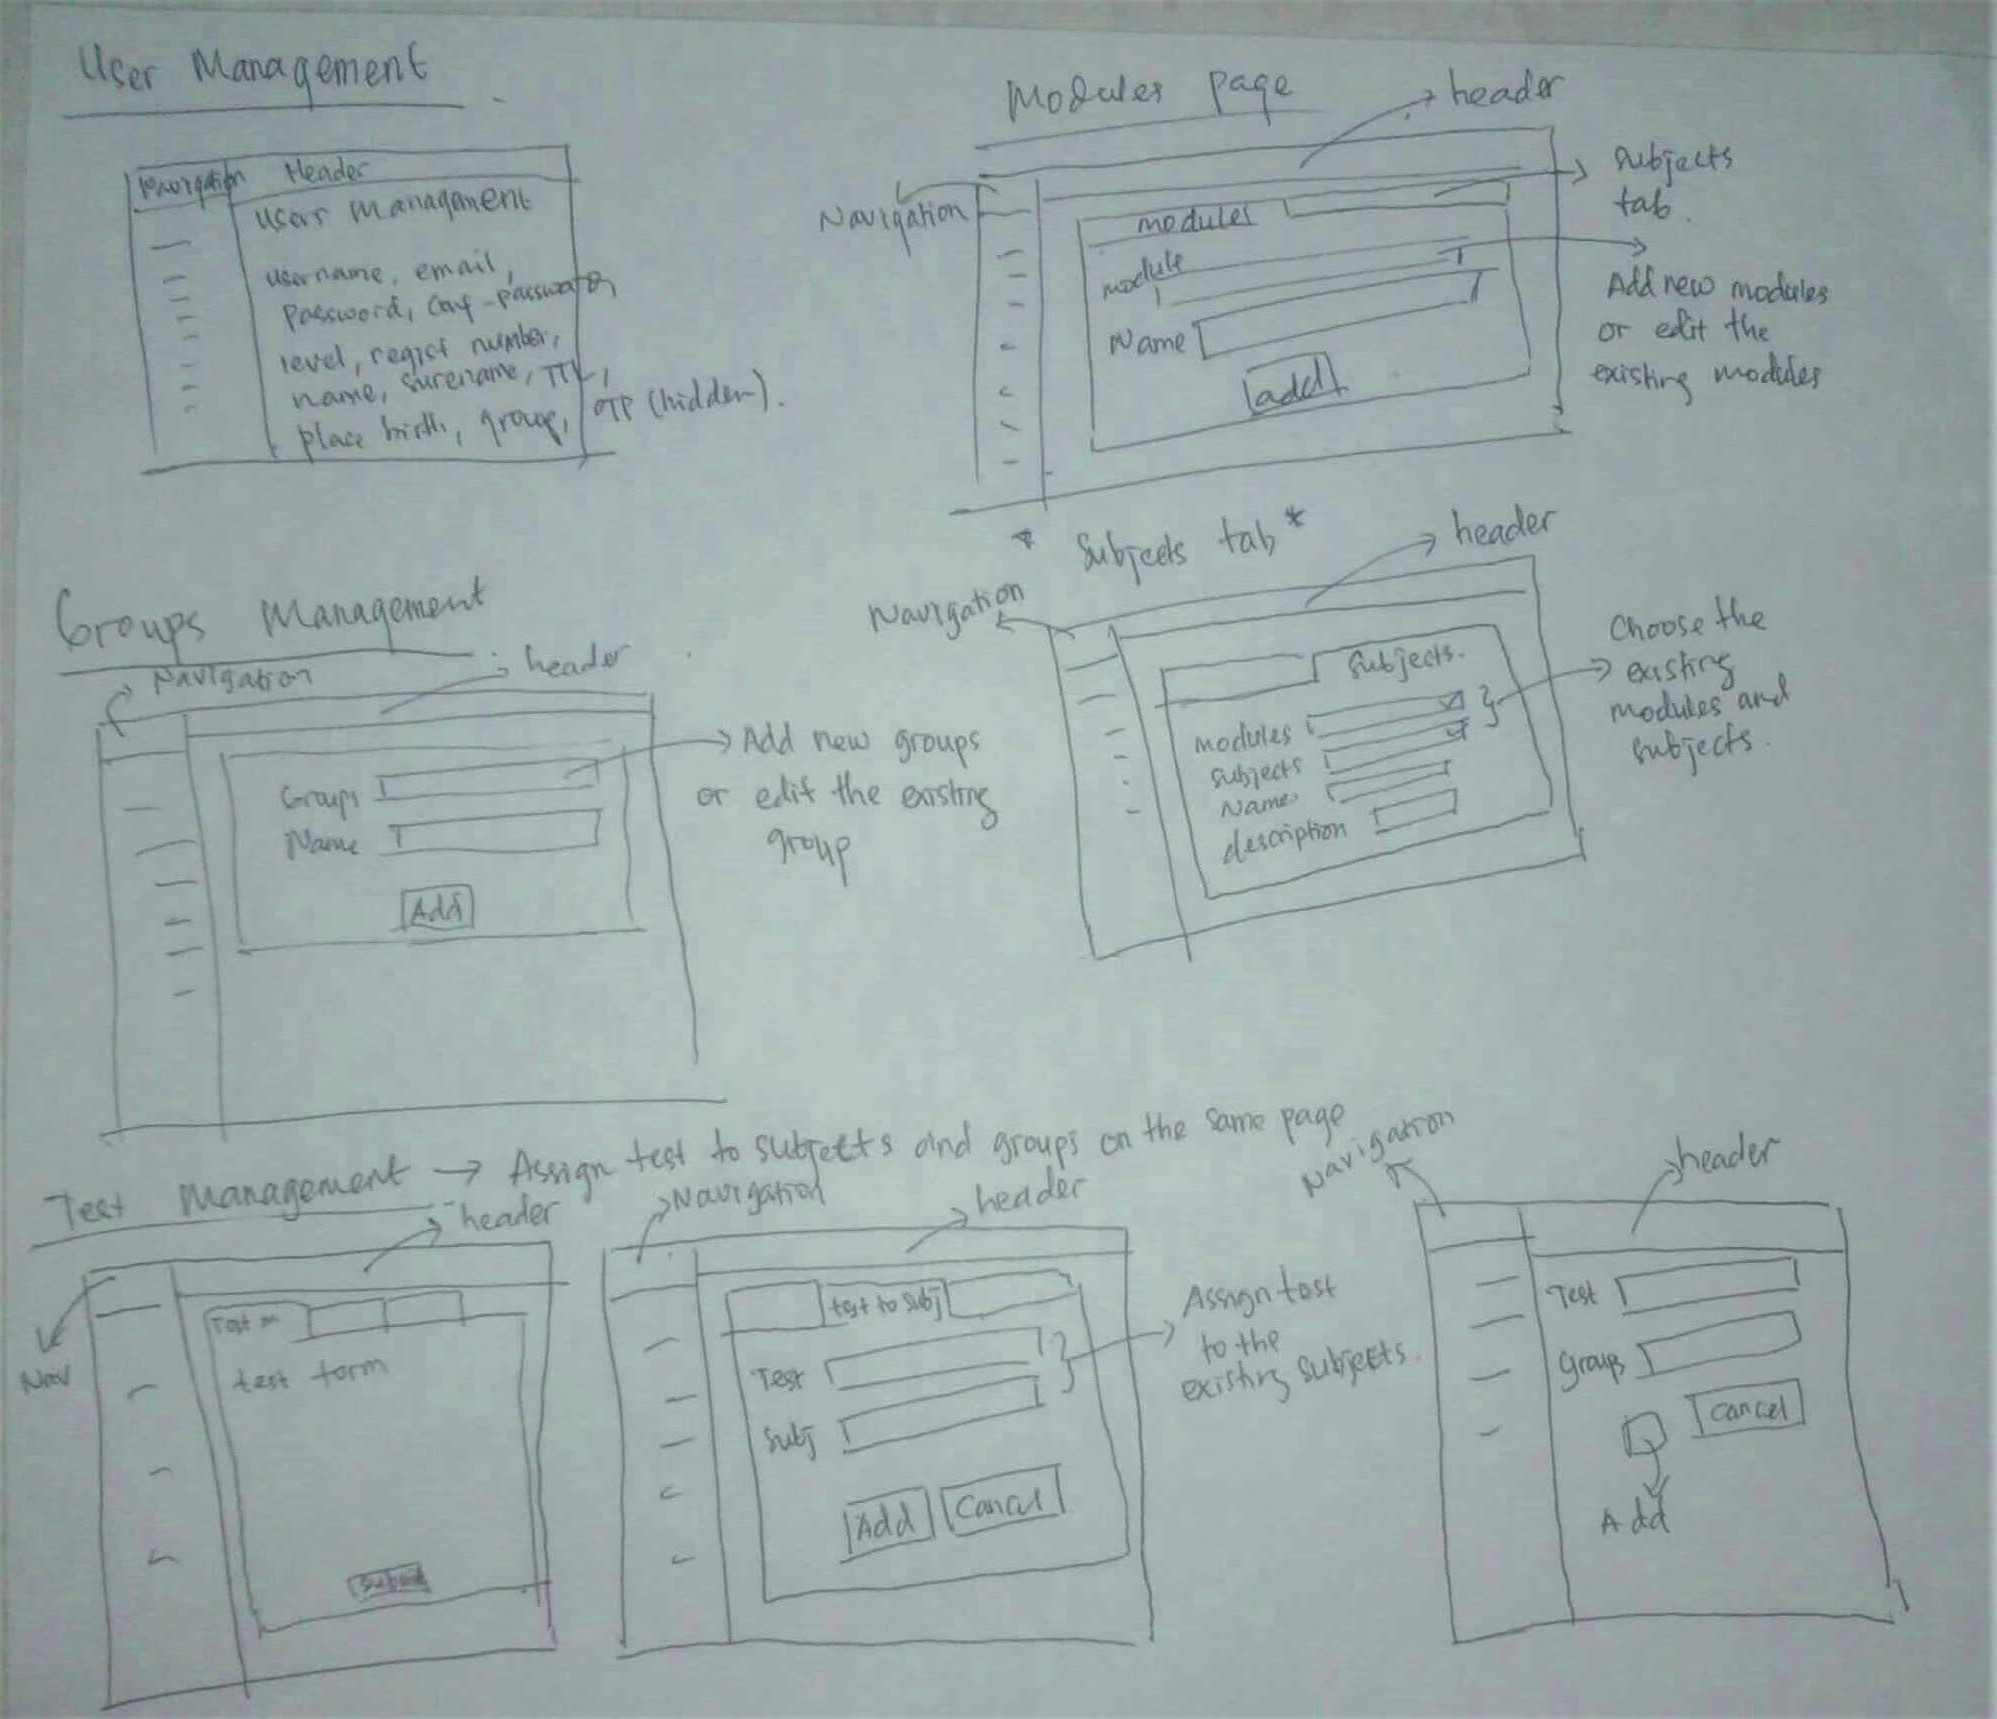 User Management
Navigation Header
Users Management
username, email,
password, conf-password,
level, regist number,
name, surename, TTL,
place birth, group, OTP (hidden).
Modules page
header
Navigation
subjects
tab.
modules
module
Name
add
Add new modules
or edit the
existing modules
* Subjects tab *
header
Navigation
subjects.
modules
subjects
Name
description
Choose the
existing
modules and
subjects.
Groups Management
Navigation
header
Groups
Name
Add
Add new groups
or edit the existing
group
Test Management → Assign test to subjects and groups on the same page
header
Nav
Test
test form
Submit
Navigation
header
test to subj
Test
Subj
Add Cancel
Assign test
to the
existing subjects.
Navigation
header
Test
Groups
Cancel
Add